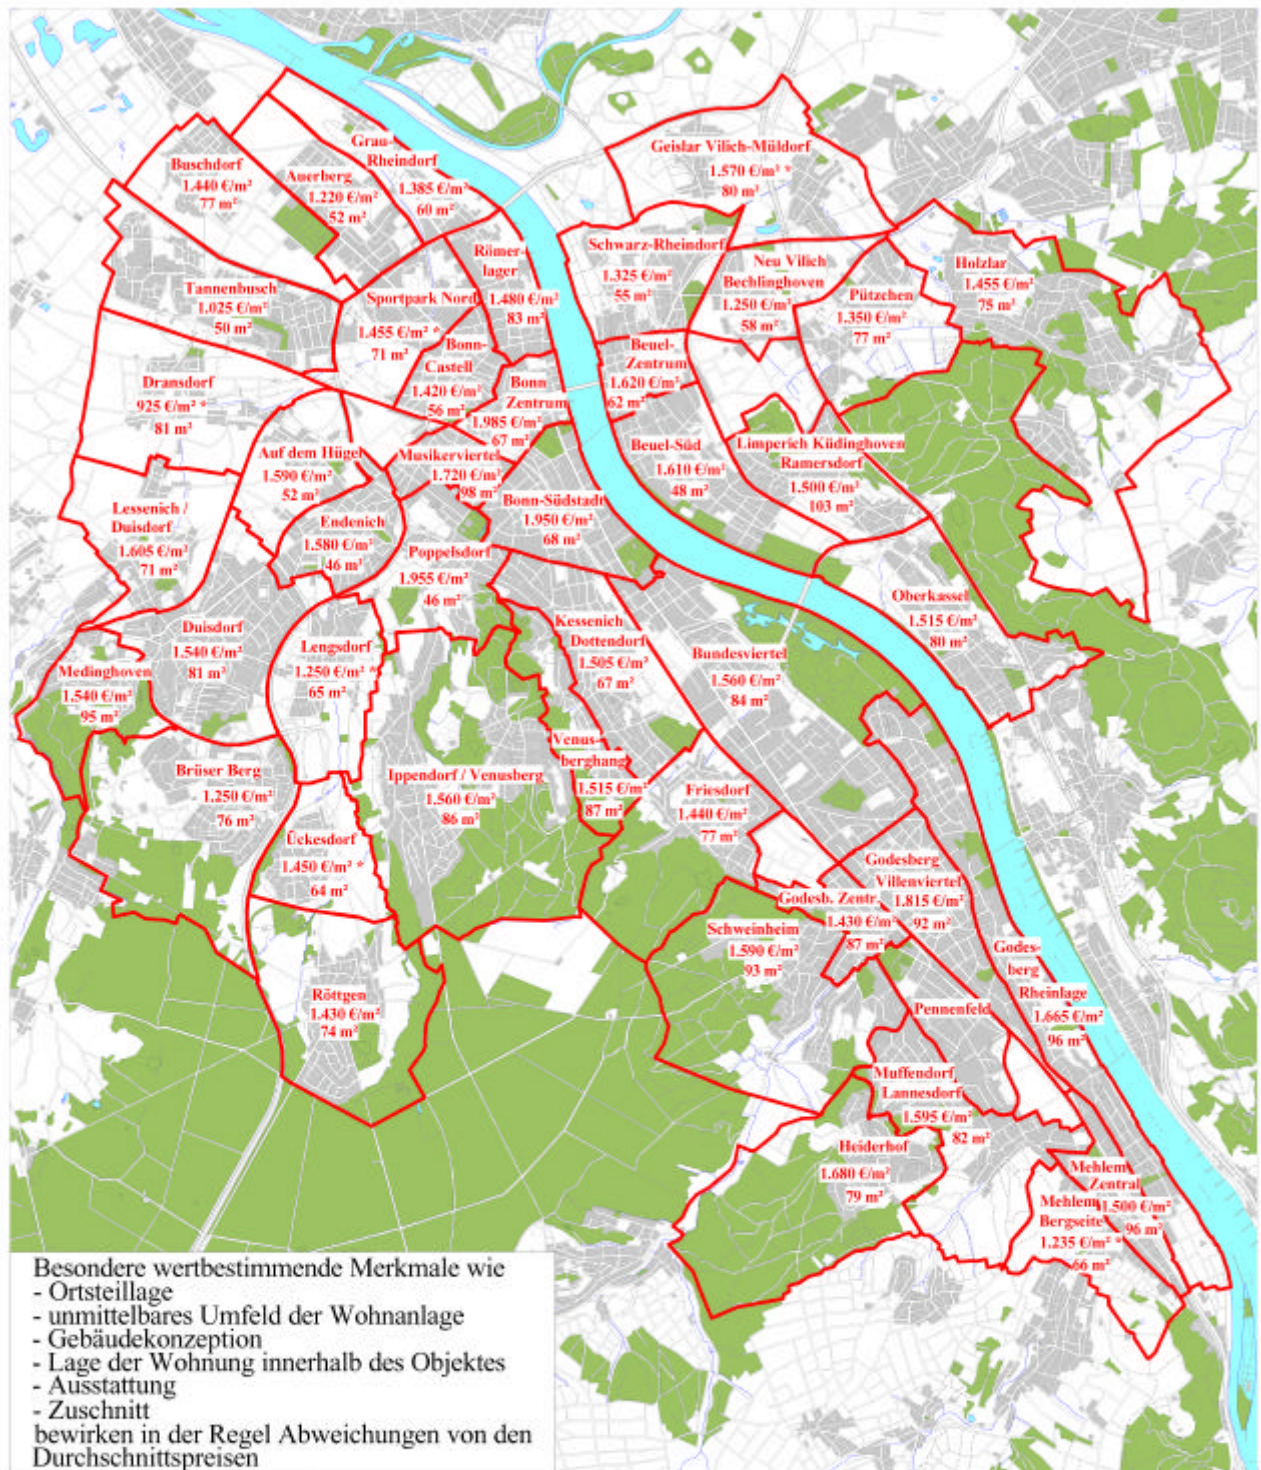 Grau-
Rheindorf
1.385 €/m²
60 m²
Buschdorf
1.440 €/m²
77 m²
Auerberg
1.220 €/m²
52 m²
Geislar Vilich-Müldorf
1.570 €/m² *
80 m²
Römer-
lager
1.480 €/m²
83 m²
Schwarz-Rheindorf
1.325 €/m²
55 m²
Neu Vilich
Bechlinghoven
1.250 €/m²
58 m²
Holzlar
1.455 €/m²
75 m²
Pützchen
1.350 €/m²
77 m²
Tannenbusch
1.025 €/m²
50 m²
Sportpark Nord
1.455 €/m² *
71 m²
Bonn-
Castell
1.420 €/m²
56 m²
Beuel-
Zentrum
1.620 €/m²
62 m²
Bonn
Zentrum
1.985 €/m²
67 m²
Dransdorf
925 €/m² *
81 m²
Auf dem Hügel
1.590 €/m²
52 m²
Musikerviertel
1.720 €/m²
98 m²
Beuel-Süd
1.610 €/m²
48 m²
Limperich Küdinghoven
Ramersdorf
1.500 €/m²
103 m²
Lessenich /
Duisdorf
1.605 €/m²
71 m²
Endenich
1.580 €/m²
46 m²
Bonn-Südstadt
1.950 €/m²
68 m²
Poppelsdorf
1.955 €/m²
46 m²
Oberkassel
1.515 €/m²
80 m²
Duisdorf
1.540 €/m²
81 m²
Lengsdorf
1.250 €/m² *
65 m²
Kessenich
Dottendorf
1.505 €/m²
67 m²
Bundesviertel
1.560 €/m²
84 m²
Medinghoven
1.540 €/m²
95 m²
Brüser Berg
1.250 €/m²
76 m²
Ippendorf / Venusberg
1.560 €/m²
86 m²
Venus-
berghang
1.515 €/m²
87 m²
Friesdorf
1.440 €/m²
77 m²
Ückesdorf
1.450 €/m² *
64 m²
Godesberg
Villenviertel
1.815 €/m²
92 m²
Godesb. Zentr.
1.430 €/m²
87 m²
Schweinheim
1.590 €/m²
93 m²
Godes-
berg
Rheinlage
1.665 €/m²
96 m²
Röttgen
1.430 €/m²
74 m²
Pennenfeld
Muffendorf
Lannesdorf
1.595 €/m²
82 m²
Heiderhof
1.680 €/m²
79 m²
Mehlem
Zentral
1.500 €/m²
96 m²
Mehlem
Bergseite
1.235 €/m² *
66 m²
Besondere wertbestimmende Merkmale wie
- Ortsteillage
- unmittelbares Umfeld der Wohnanlage
- Gebäudekonzeption
- Lage der Wohnung innerhalb des Objektes
- Ausstattung
- Zuschnitt
bewirken in der Regel Abweichungen von den
Durchschnittspreisen